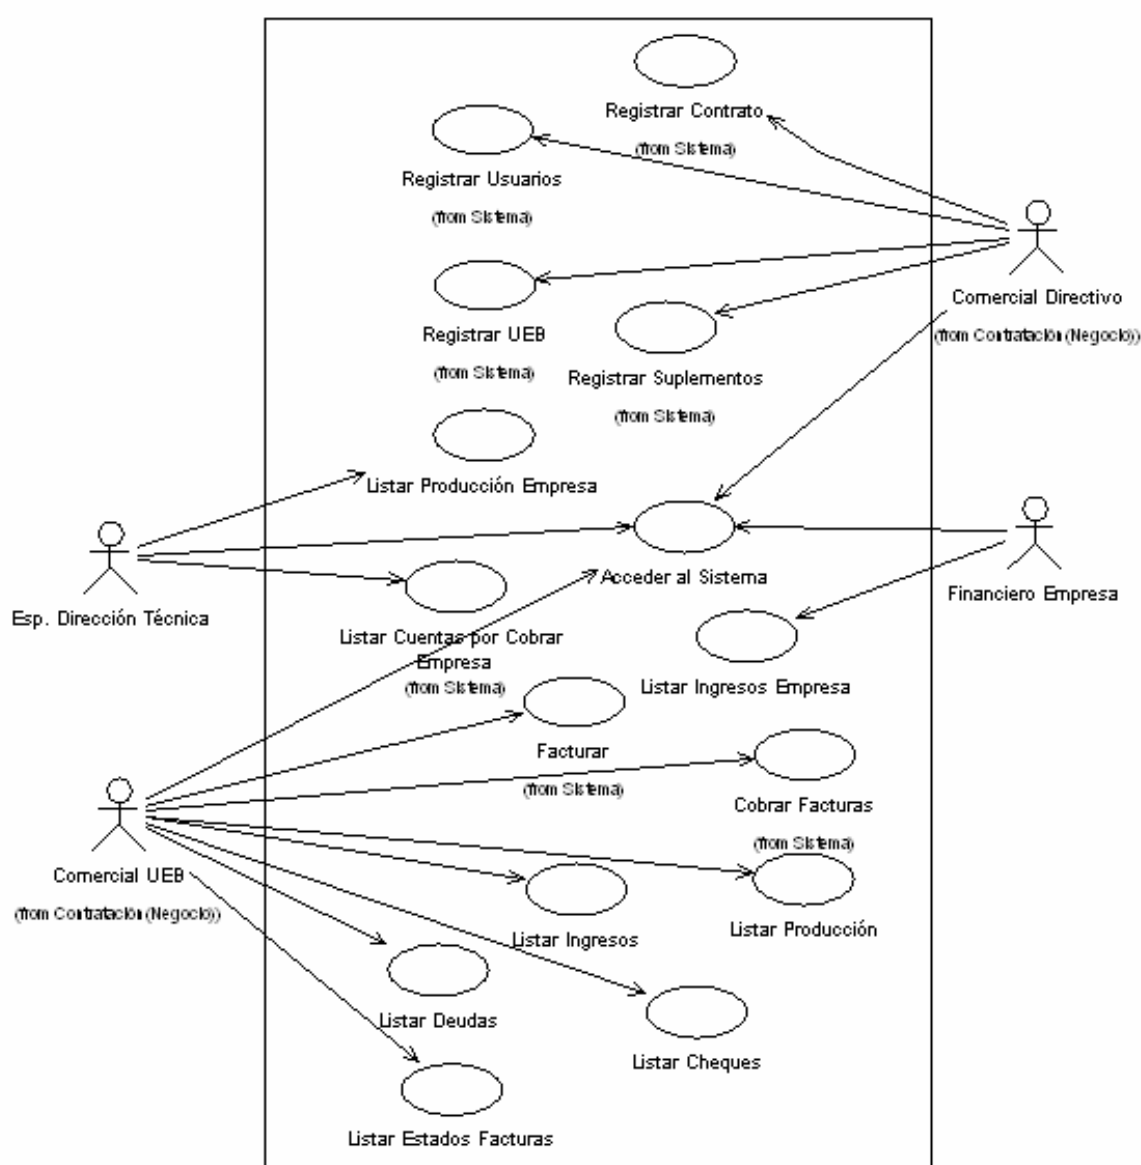 Registrar Contrato
(from Sistema)
Registrar Usuarios
(from Sistema)
Comercial Directivo
(from Contratación (Negocio))
Registrar UEB
(from Sistema)
Registrar Suplementos
(from Sistema)
Listar Producción Empresa
Acceder al Sistema
Financiero Empresa
Esp. Dirección Técnica
Listar Cuentas por Cobrar
Empresa
(from Sistema)
Listar Ingresos Empresa
Facturar
(from Sistema)
Cobrar Facturas
(from Sistema)
Comercial UEB
(from Contratación (Negocio))
Listar Ingresos
Listar Producción
Listar Deudas
Listar Cheques
Listar Estados Facturas